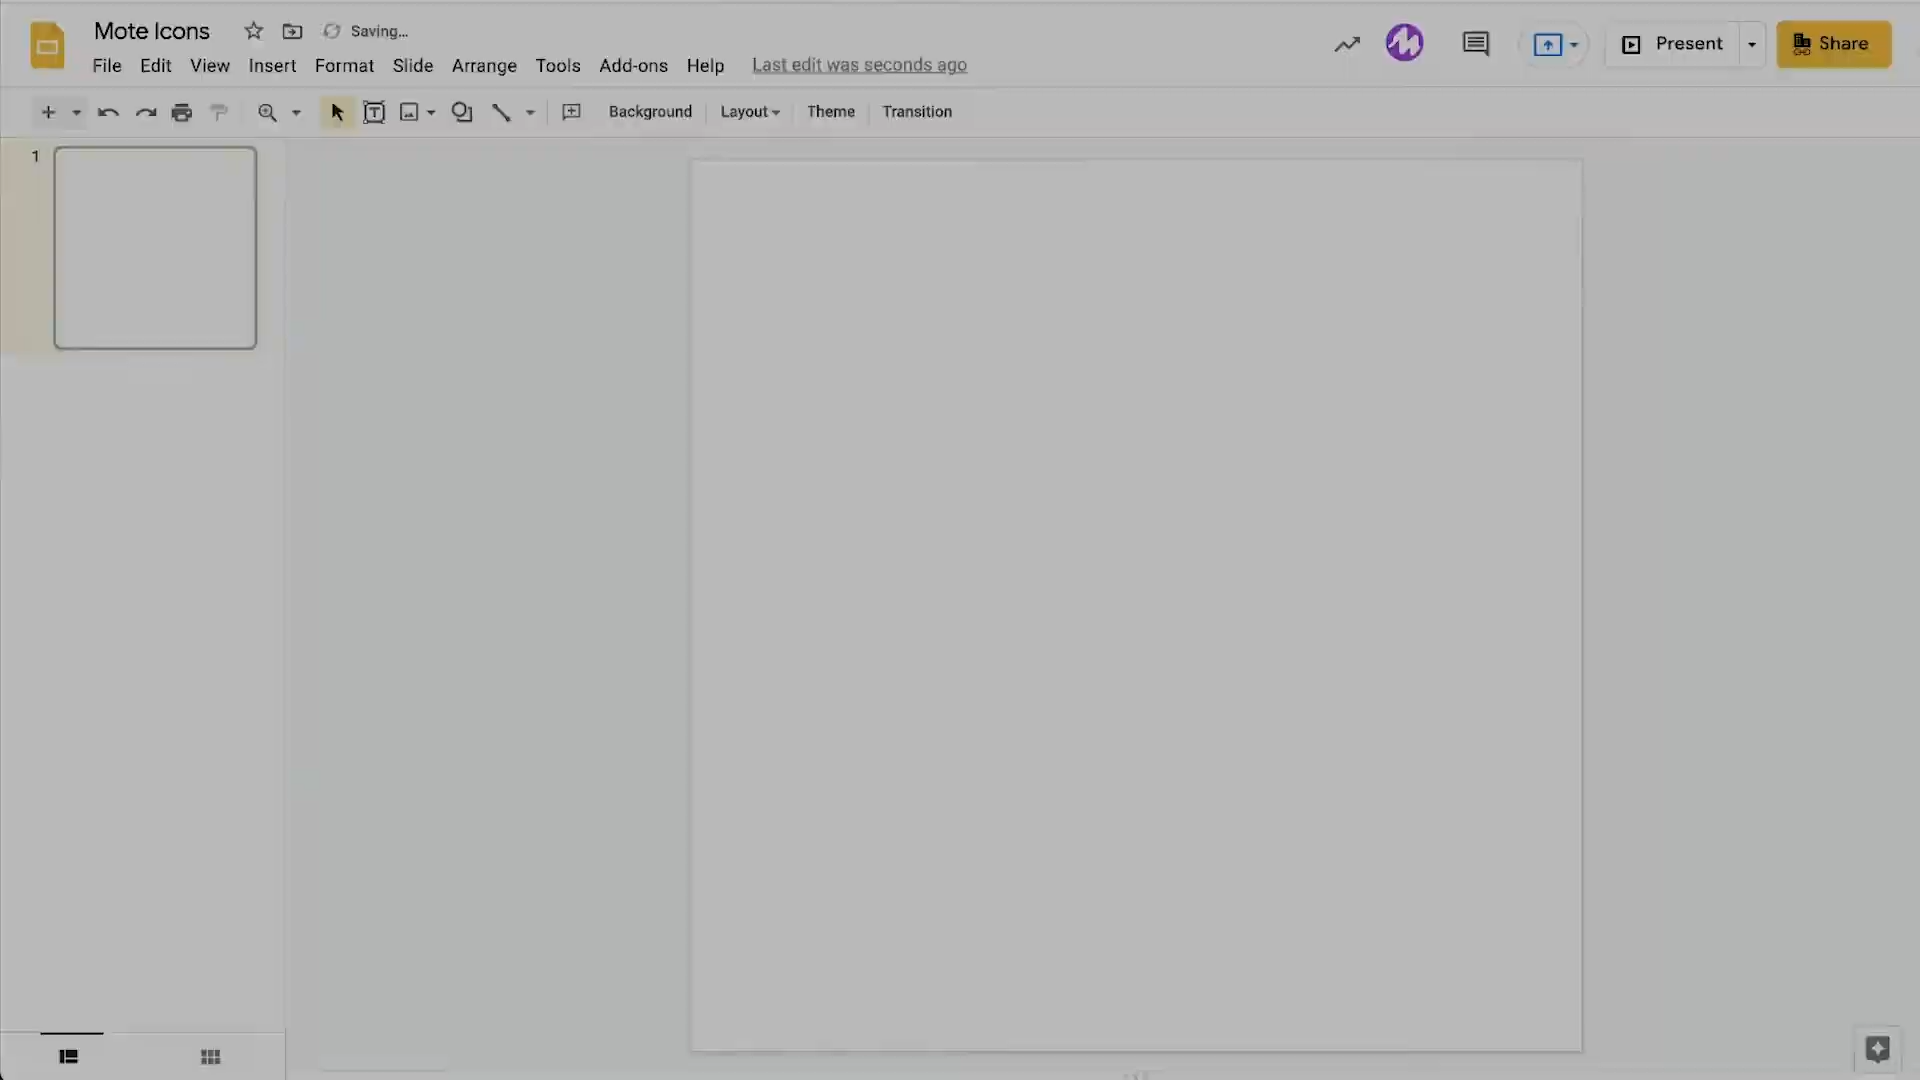 Mote Icons
Saving...
File Edit View Insert Format Slide Arrange Tools Add-ons Help Last edit was seconds ago
Present
Share
Background Layout Theme Transition
1